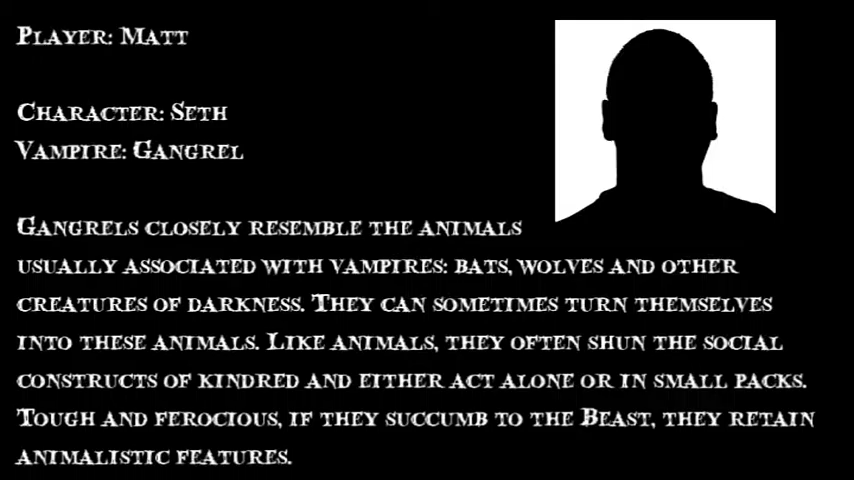 Player: Matt
Character: Seth
Vampire: Gangrel
Gangrels closely resemble the animals
usually associated with vampires: bats, wolves and other
creatures of darkness. They can sometimes turn themselves
into these animals. Like animals, they often shun the social
constructs of kindred and either act alone or in small packs.
Tough and ferocious, if they succumb to the Beast, they retain
animalistic features.